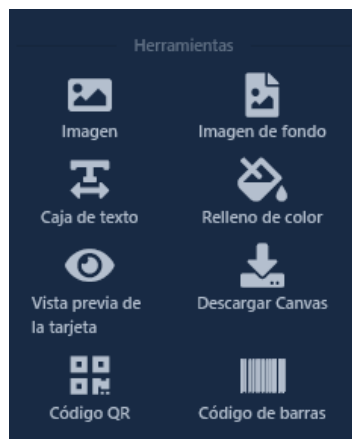 Herramientas
Imagen
Imagen de fondo
Caja de texto
Relleno de color
Vista previa de
la tarjeta
Descargar Canvas
Código QR
Código de barras